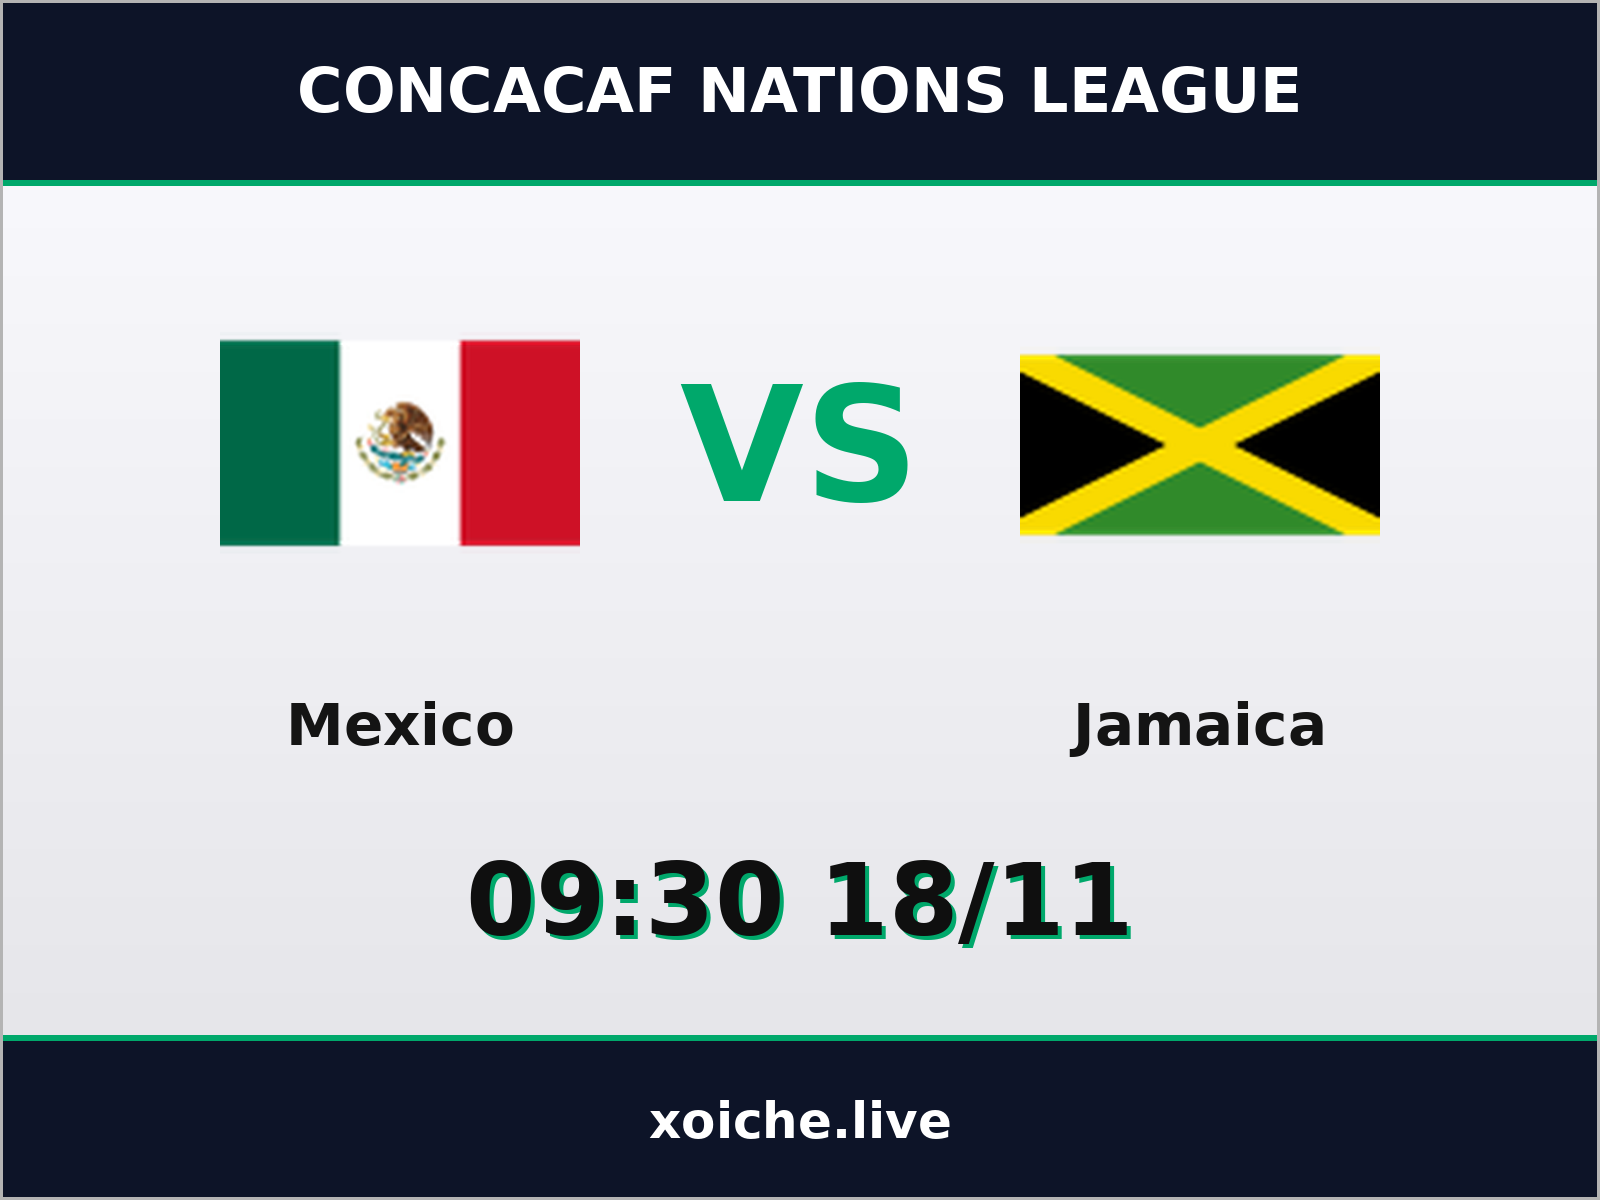 CONCACAF NATIONS LEAGUE
VS
Mexico
Jamaica
09:30 18/11
xoiche.live